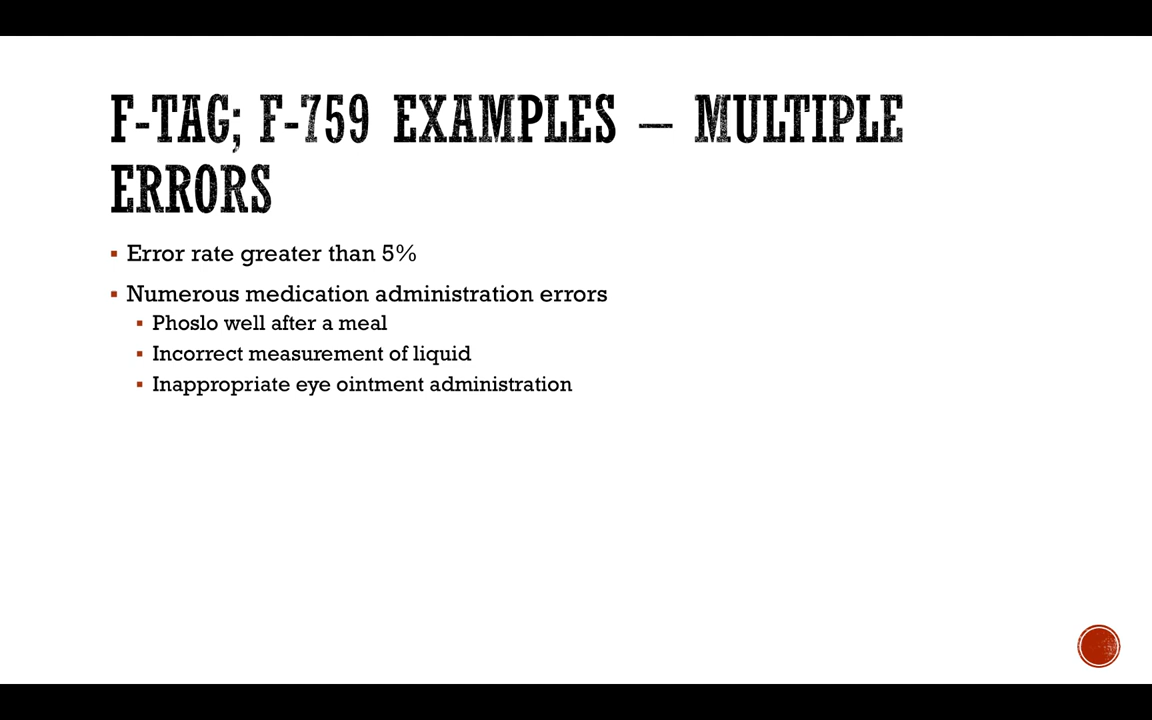 F-TAG; F-759 EXAMPLES – MULTIPLE
ERRORS
▪ Error rate greater than 5%
▪ Numerous medication administration errors
▪ Phoslo well after a meal
▪ Incorrect measurement of liquid
▪ Inappropriate eye ointment administration